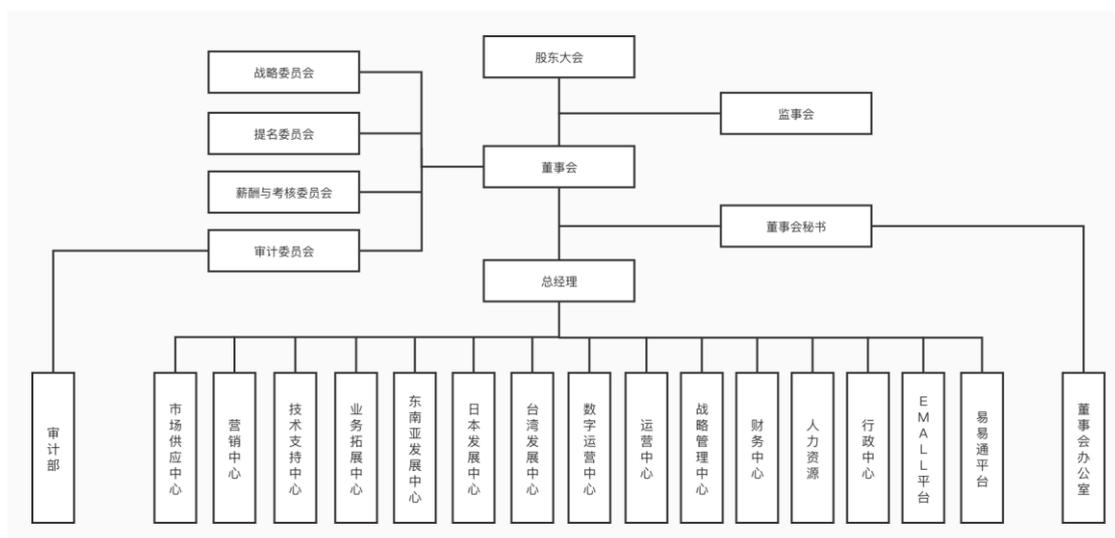 股东大会
战略委员会
监事会
提名委员会
董事会
薪酬与考核委员会
董事会秘书
审计委员会
总经理
审计部
市场供应中心
营销中心
技术支持中心
业务拓展中心
东南亚发展中心
日本发展中心
台湾发展中心
数字运营中心
运营中心
战略管理中心
财务中心
人力资源
行政中心
EMALL平台
易易通平台
董事会办公室